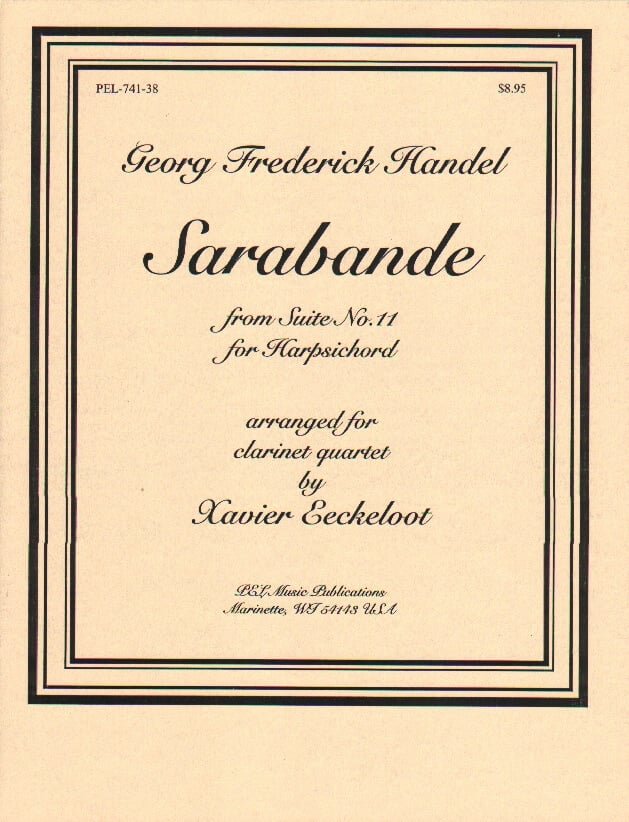 PEL-741-38
$8.95
Georg Frederick Handel
Sarabande
from Suite No.11
for Harpsichord
arranged for
clarinet quartet
by
Xavier Eeckeloot
PEL Music Publications
Marinette, WI 54143 USA